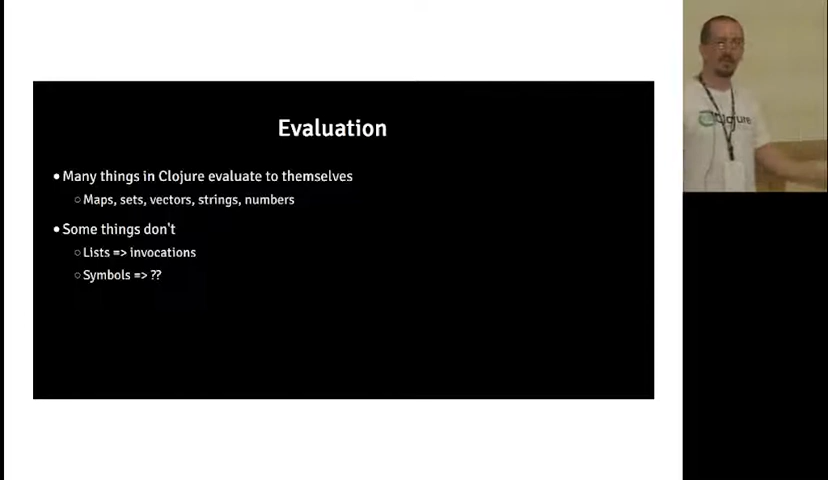 Evaluation
•Many things in Clojure evaluate to themselves
○Maps, sets, vectors, strings, numbers
•Some things don't
○Lists => invocations
○Symbols => ??
Clojure